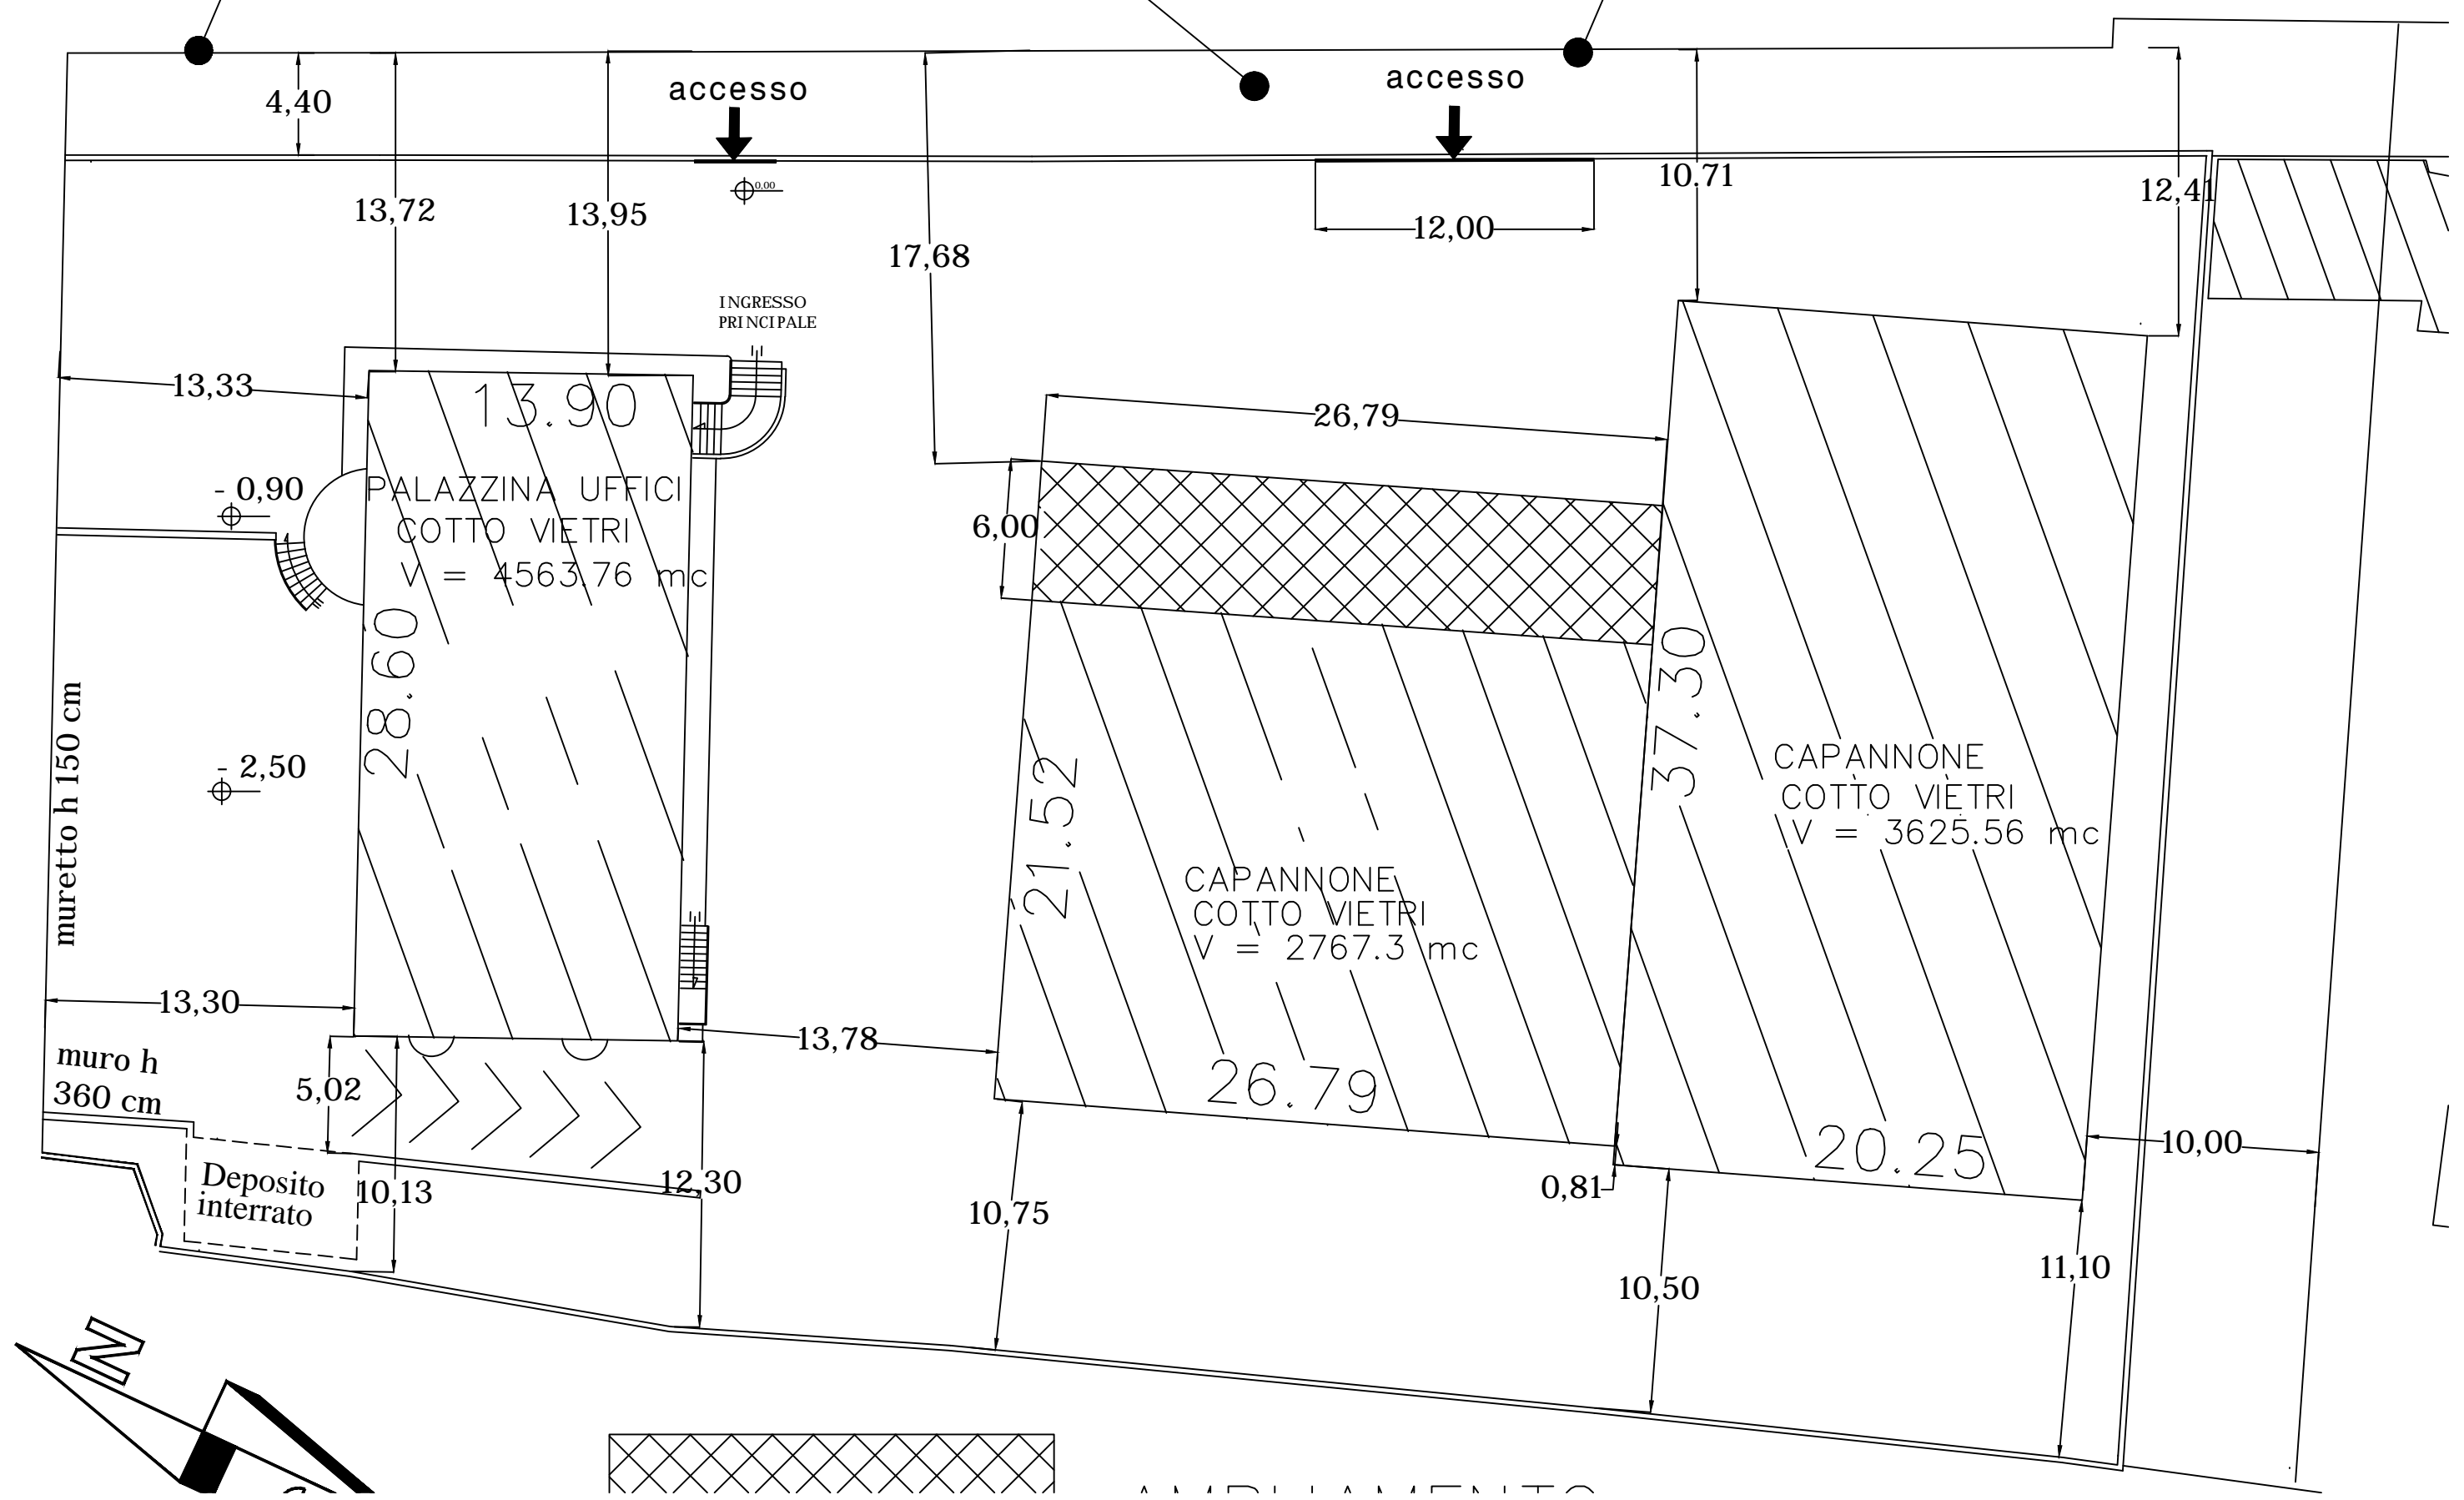 accesso
accesso
4,40
13,72
13,95
0,00
17,68
12,00
10.71
12,41
INGRESSO
PRINCIPALE
13,33
13.90
26,79
- 0,90
PALAZZINA UFFICI
COTTO VIETRI
V = 4563.76 mc
6,00
28.60
37.30
muretto h 150 cm
- 2,50
21.52
CAPANNONE
COTTO VIETRI
V = 3625.56 mc
CAPANNONE
COTTO VIETRI
V = 2767.3 mc
13,30
13,78
muro h
360 cm
5,02
26.79
20.25
10,00
Deposito
interrato
10,13
12,30
10,75
0,81
10,50
11,10
N
AMPLIAMENTO